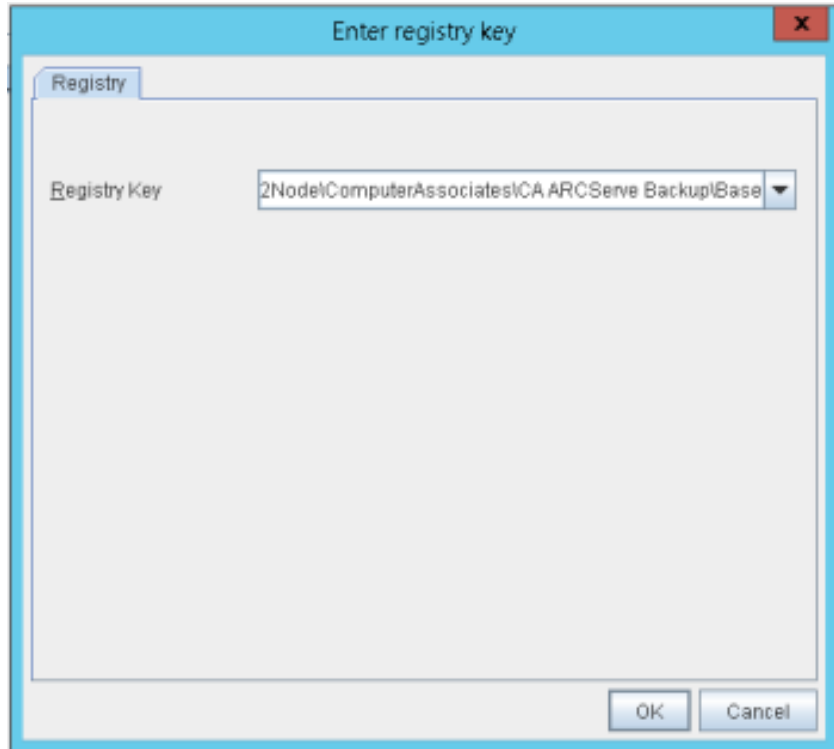 Enter registry key
x
Registry
Registry Key 2Node\ComputerAssociates\CA ARCServe Backup\Base
OK Cancel